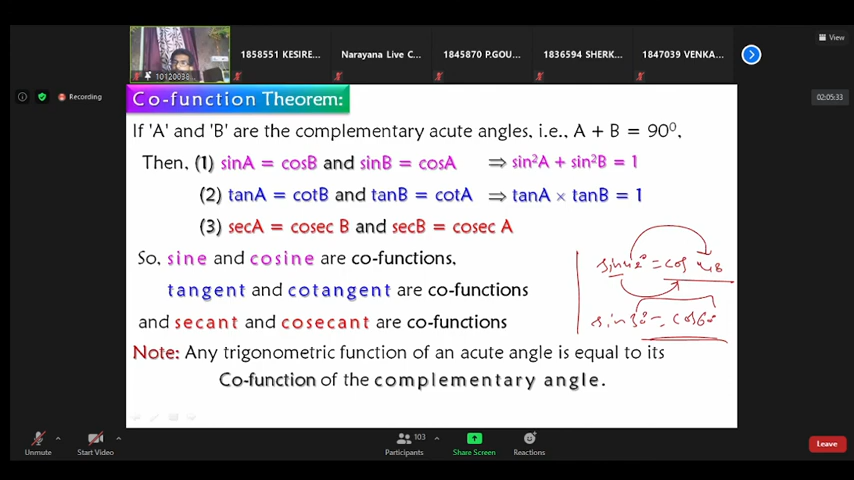 View
1858551 KESIRE...
Narayana Live C...
1845870 P.GOU...
1836594 SHERK...
1847039 VENKA...
10120038
Recording
02:05:33
Co-function Theorem:
If 'A' and 'B' are the complementary acute angles, i.e., A + B = 90⁰,
Then, (1) sinA = cosB and sinB = cosA ⇒ sin²A + sin²B = 1
(2) tanA = cotB and tanB = cotA ⇒ tanA × tanB = 1
(3) secA = cosec B and secB = cosec A
So, sine and cosine are co-functions,
tangent and cotangent are co-functions
and secant and cosecant are co-functions
sin30 = cos60
Note: Any trigonometric function of an acute angle is equal to its
Co-function of the complementary angle.
Unmute
Start Video
103
Participants
Share Screen
Reactions
Leave